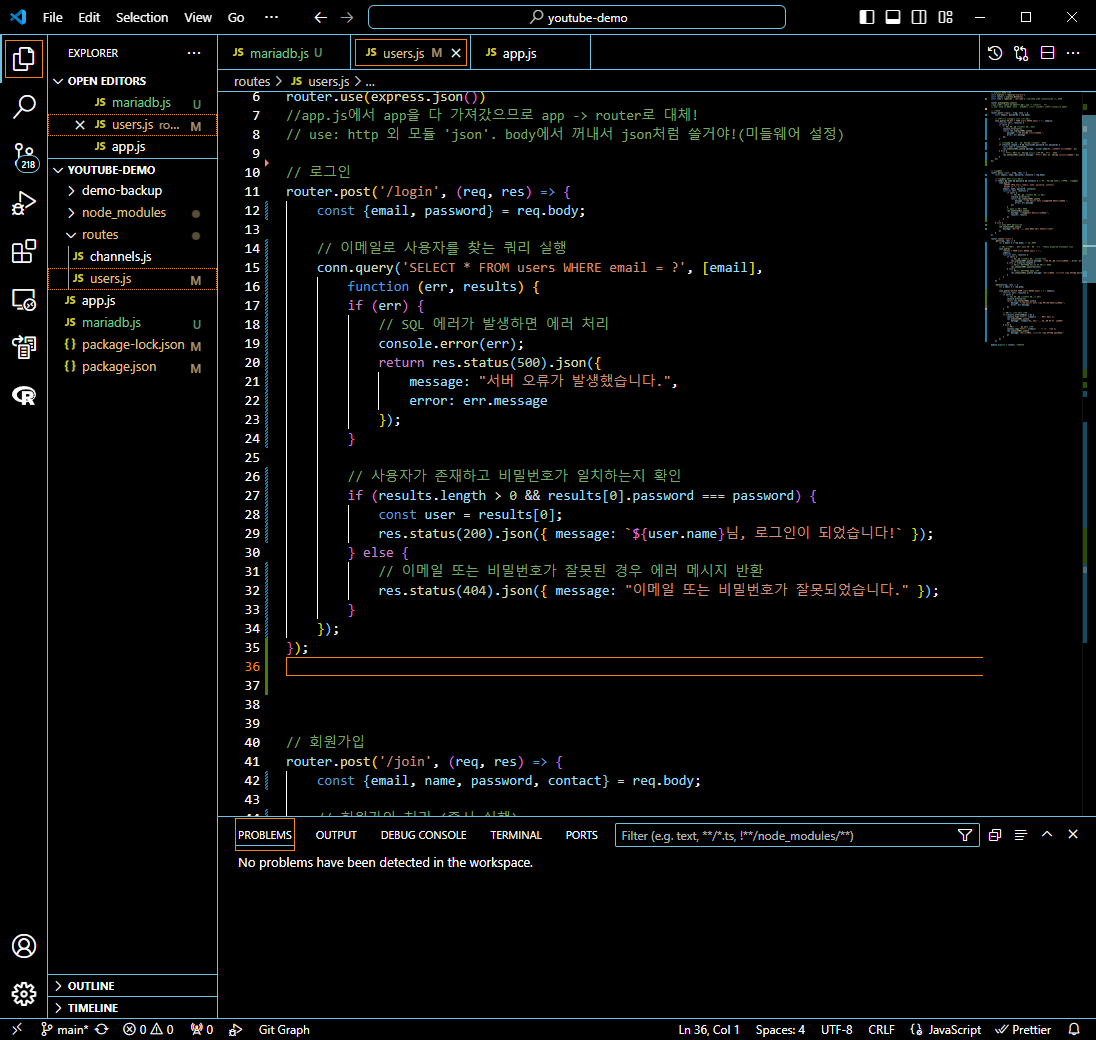 File Edit Selection View Go ··· youtube-demo
EXPLORER ···
OPEN EDITORS
JS mariadb.js U
JS users.js ro... M
JS app.js
YOUTUBE-DEMO
demo-backup
node_modules
routes
JS channels.js
JS users.js M
JS app.js
JS mariadb.js U
{} package-lock.json M
{} package.json M
OUTLINE
TIMELINE
218
JS mariadb.js U JS users.js M JS app.js
routes > JS users.js > ...
6 router.use(express.json())
7 //app.js에서 app을 다 가져갔으므로 app -> router로 대체!
8 // use: http 외 모듈 'json'. body에서 꺼내서 json처럼 쓸거야!(미들웨어 설정)
9
10 // 로그인
11 router.post('/login', (req, res) => {
12 const {email, password} = req.body;
13
14 // 이메일로 사용자를 찾는 쿼리 실행
15 conn.query('SELECT * FROM users WHERE email = ?', [email],
16 function (err, results) {
17 if (err) {
18 // SQL 에러가 발생하면 에러 처리
19 console.error(err);
20 return res.status(500).json({
21 message: "서버 오류가 발생했습니다.",
22 error: err.message
23 });
24 }
25
26 // 사용자가 존재하고 비밀번호가 일치하는지 확인
27 if (results.length > 0 && results[0].password === password) {
28 const user = results[0];
29 res.status(200).json({ message: `${user.name}님, 로그인이 되었습니다!` });
30 } else {
31 // 이메일 또는 비밀번호가 잘못된 경우 에러 메시지 반환
32 res.status(404).json({ message: "이메일 또는 비밀번호가 잘못되었습니다." });
33 }
34 });
35 });
36
37
38
39
40 // 회원가입
41 router.post('/join', (req, res) => {
42 const {email, name, password, contact} = req.body;
43
PROBLEMS OUTPUT DEBUG CONSOLE TERMINAL PORTS Filter (e.g. text, **/*.ts, !**/node_modules/**)
No problems have been detected in the workspace.
main* 0 0 0 Git Graph Ln 36, Col 1 Spaces: 4 UTF-8 CRLF {} JavaScript Prettier